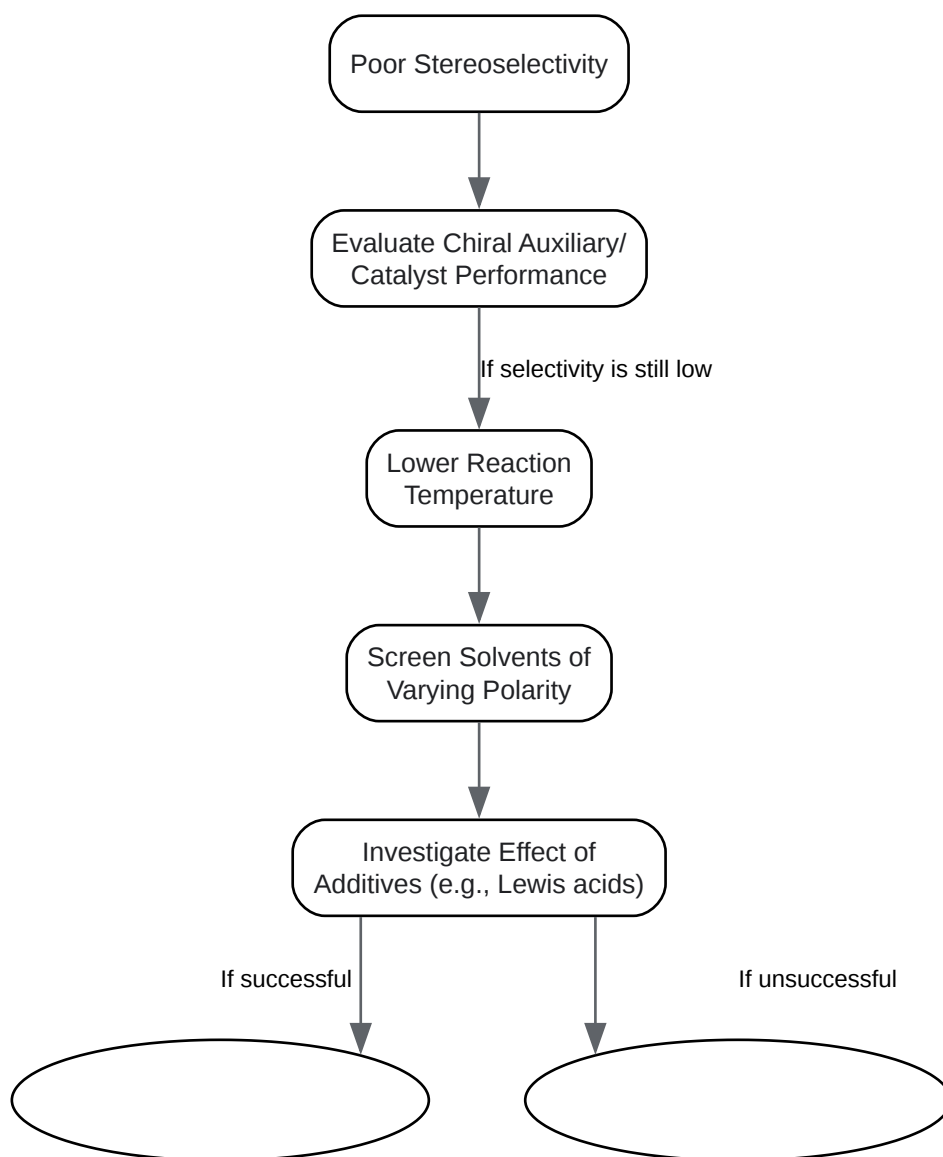 Poor Stereoselectivity
Evaluate Chiral Auxiliary/
Catalyst Performance
If selectivity is still low
Lower Reaction
Temperature
Screen Solvents of
Varying Polarity
Investigate Effect of
Additives (e.g., Lewis acids)
If successful
If unsuccessful